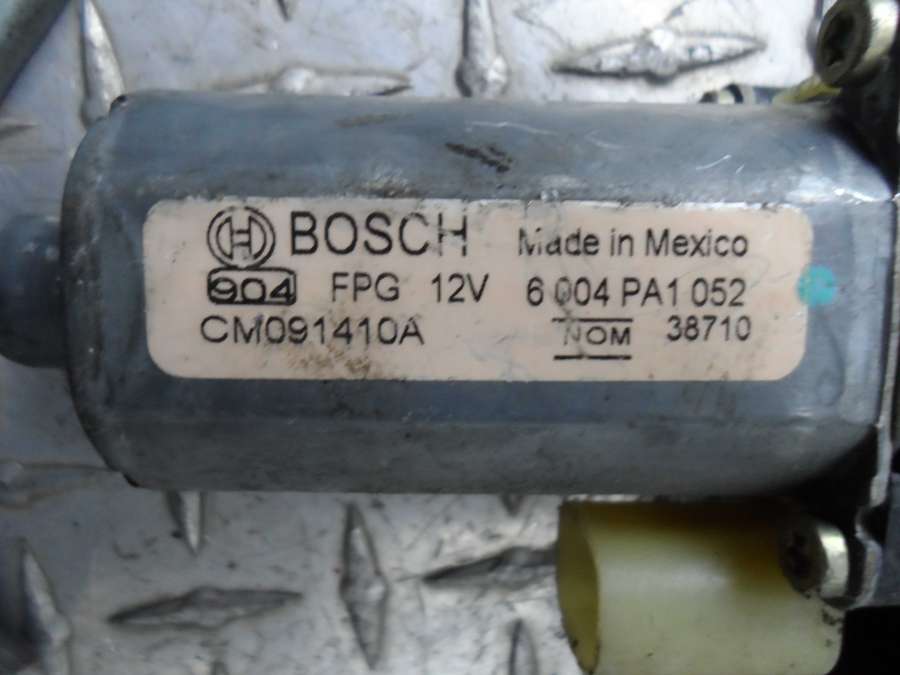 BOSCH Made in Mexico
904 FPG 12V 6 004 PA1 052
CM091410A NOM 38710